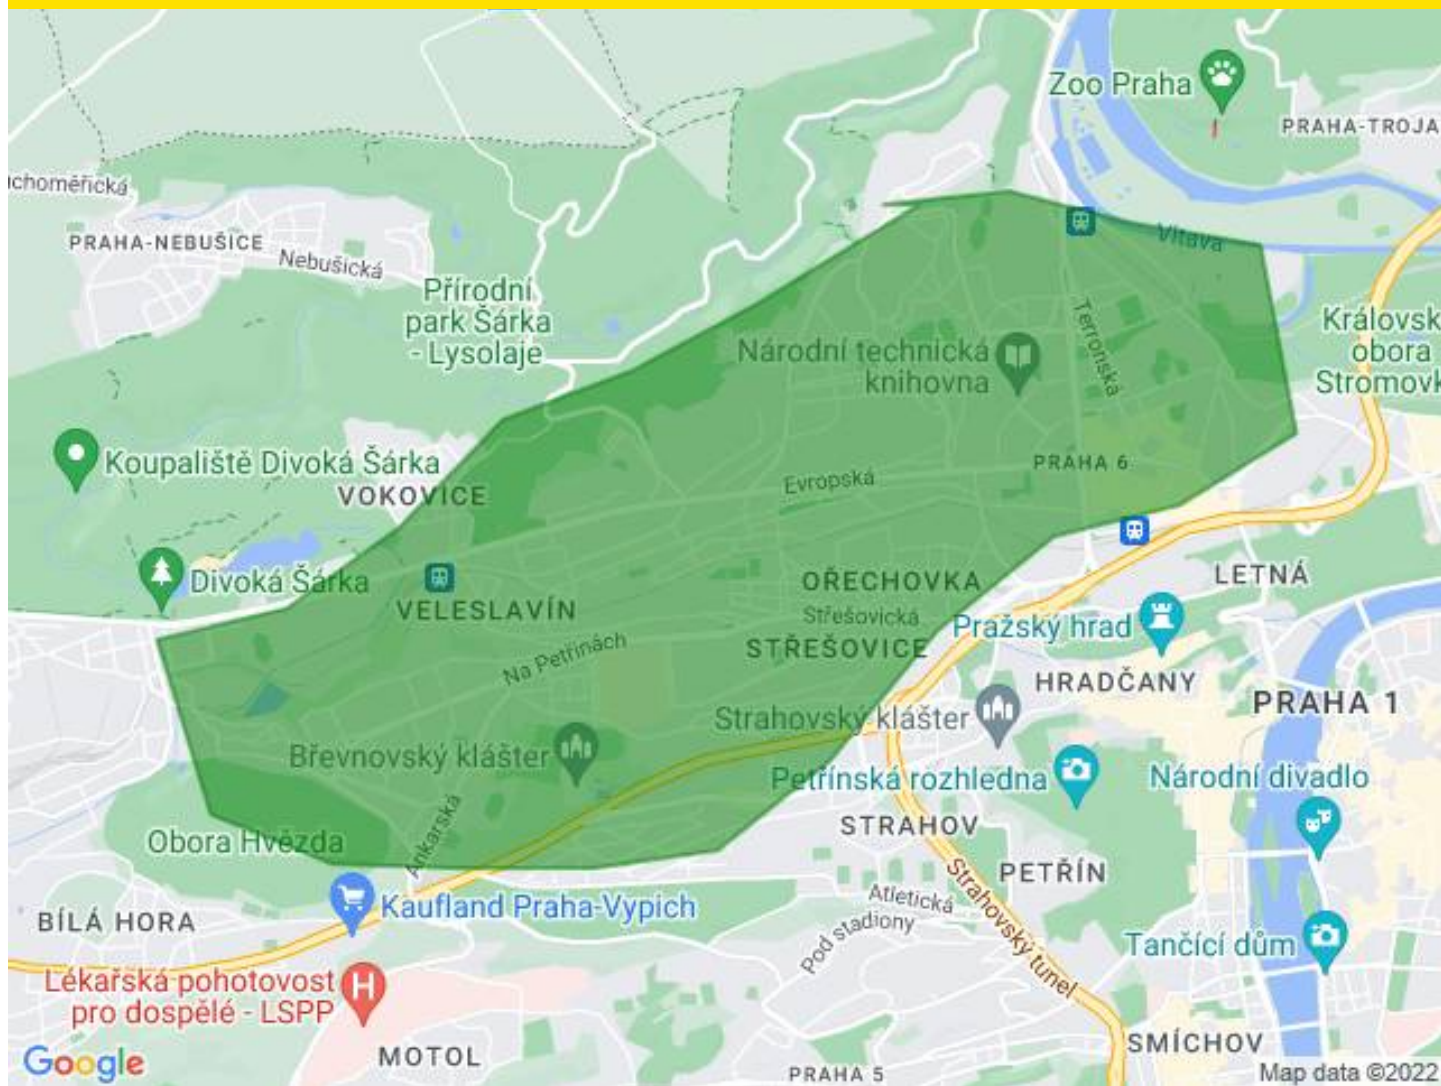 Zoo Praha
PRAHA-TROJA
choměřická
PRAHA-NEBUŠICE
Nebušická
Vltava
Přírodní
park Šárka
- Lysolaje
Terronská
Královsk
obora
Stromovk
Národní technická
knihovna
Koupaliště Divoká Šárka
VOKOVICE
Evropská
PRAHA 6
Divoká Šárka
VELESLAVÍN
OŘECHOVKA
LETNÁ
Střešovická
STŘEŠOVICE
Pražský hrad
Na Petřinách
HRADČANY
PRAHA 1
Strahovský klášter
Břevnovský klášter
Petřínská rozhledna
Národní divadlo
Ankarská
Obora Hvězda
STRAHOV
PETŘÍN
Kaufland Praha-Vypich
Atletická
Pod stadiony
Strahovský tunel
BÍLÁ HORA
Tančící dům
Lékařská pohotovost
pro dospělé - LSPP
H
Google
MOTOL
PRAHA 5
SMÍCHOV
Map data ©2022